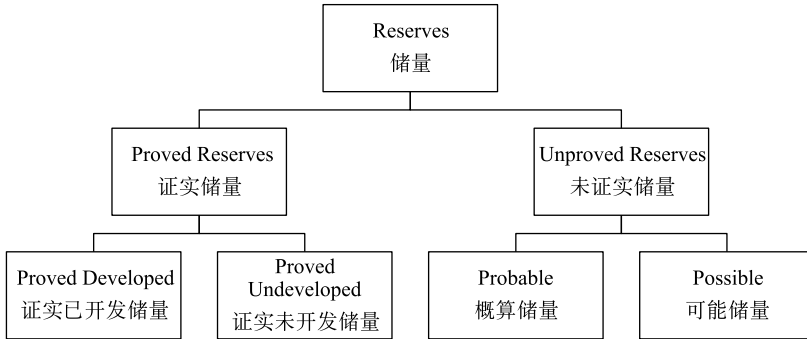 Reserves
储量
Proved Reserves
证实储量
Unproved Reserves
未证实储量
Proved Developed
证实已开发储量
Proved
Undeveloped
证实未开发储量
Probable
概算储量
Possible
可能储量